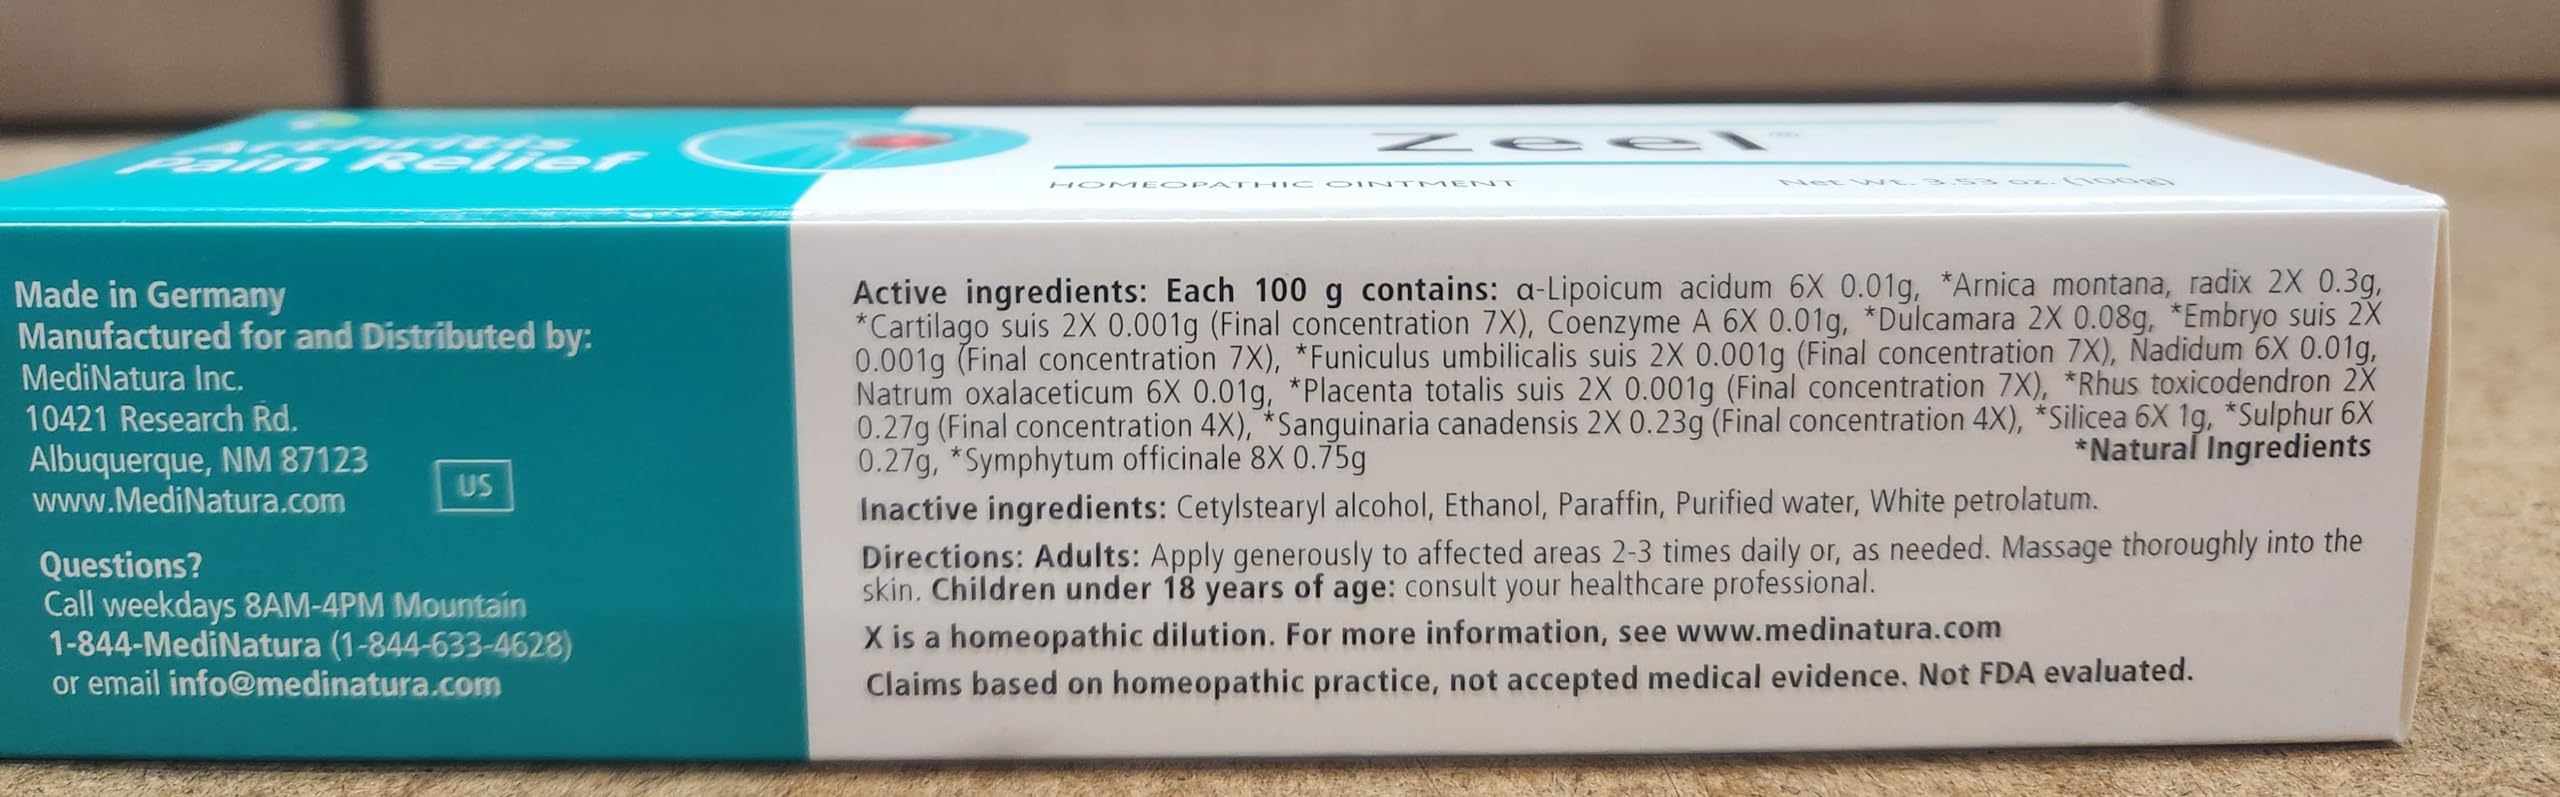 Arthritis
Pain Relief
Zeel®
HOMEOPATHIC OINTMENT
Net Wt. 3.53 oz. (100g)
Made in Germany
Manufactured for and Distributed by:
MediNatura Inc.
10421 Research Rd.
Albuquerque, NM 87123
www.MediNatura.com
US
Questions?
Call weekdays 8AM-4PM Mountain
1-844-MediNatura (1-844-633-4628)
or email info@medinatura.com
Active ingredients: Each 100 g contains: α-Lipoicum acidum 6X 0.01g, *Arnica montana, radix 2X 0.3g,
*Cartilago suis 2X 0.001g (Final concentration 7X), Coenzyme A 6X 0.01g, *Dulcamara 2X 0.08g, *Embryo suis 2X
0.001g (Final concentration 7X), *Funiculus umbilicalis suis 2X 0.001g (Final concentration 7X), Nadidum 6X 0.01g,
Natrum oxalaceticum 6X 0.01g, *Placenta totalis suis 2X 0.001g (Final concentration 7X), *Rhus toxicodendron 2X
0.27g (Final concentration 4X), *Sanguinaria canadensis 2X 0.23g (Final concentration 4X), *Silicea 6X 1g, *Sulphur 6X
0.27g, *Symphytum officinale 8X 0.75g
*Natural Ingredients
Inactive ingredients: Cetylstearyl alcohol, Ethanol, Paraffin, Purified water, White petrolatum.
Directions: Adults: Apply generously to affected areas 2-3 times daily or, as needed. Massage thoroughly into the
skin. Children under 18 years of age: consult your healthcare professional.
X is a homeopathic dilution. For more information, see www.medinatura.com
Claims based on homeopathic practice, not accepted medical evidence. Not FDA evaluated.